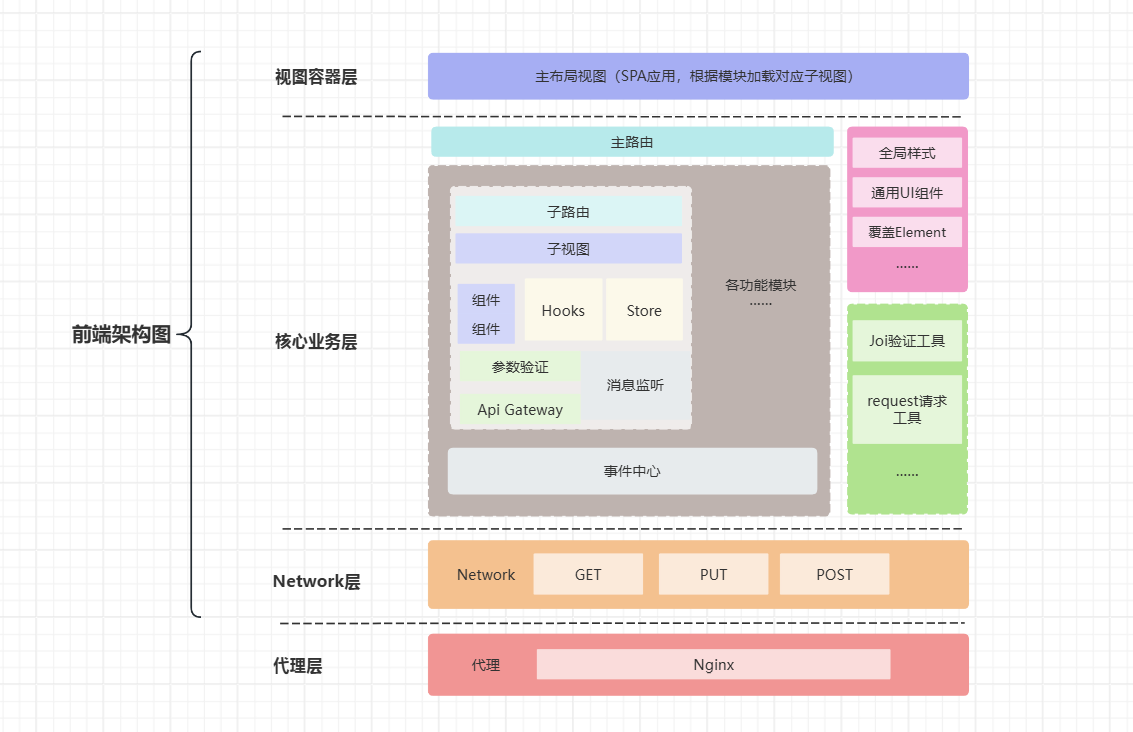 前端架构图
视图容器层
主布局视图（SPA应用，根据模块加载对应子视图）
核心业务层
主路由
子路由
子视图
组件
组件
Hooks
Store
参数验证
Api Gateway
消息监听
各功能模块
......
事件中心
全局样式
通用UI组件
覆盖Element
......
Joi验证工具
request请求
工具
......
Network层
Network
GET
PUT
POST
代理层
代理
Nginx